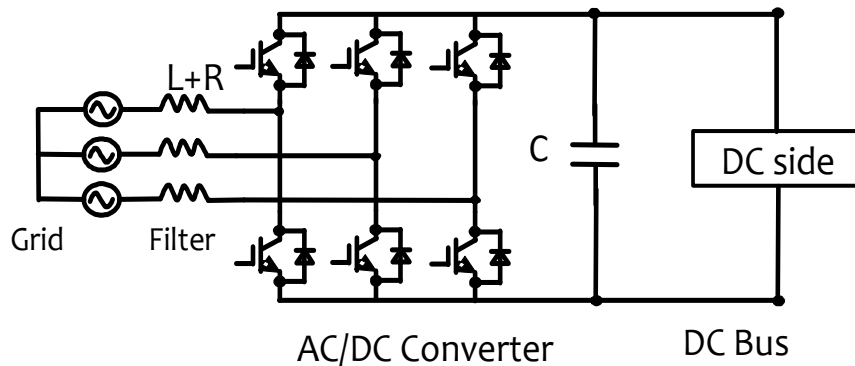 L+R
C
DC side
Grid
Filter
AC/DC Converter
DC Bus